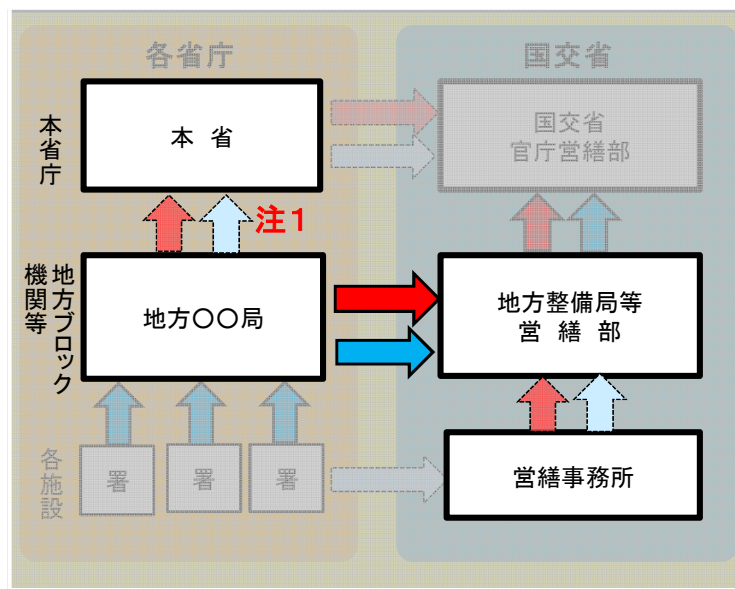 各省庁
国交省
本省庁
本 省
国交省
官庁営繕部
注1
地方ブロック
機関等
地方〇〇局
地方整備局等
営 繕 部
各施設
署
署
署
営繕事務所